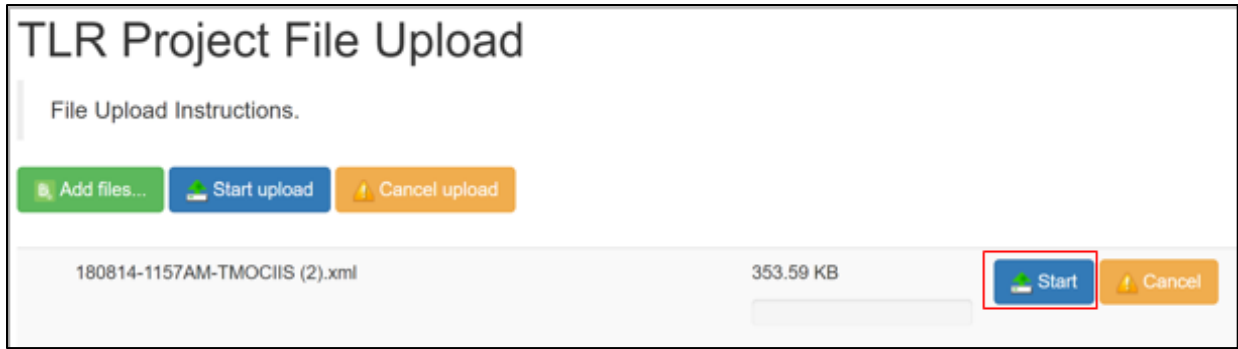 TLR Project File Upload
File Upload Instructions.
Add files... Start upload Cancel upload
180814-1157AM-TMOCIIS (2).xml 353.59 KB Start Cancel